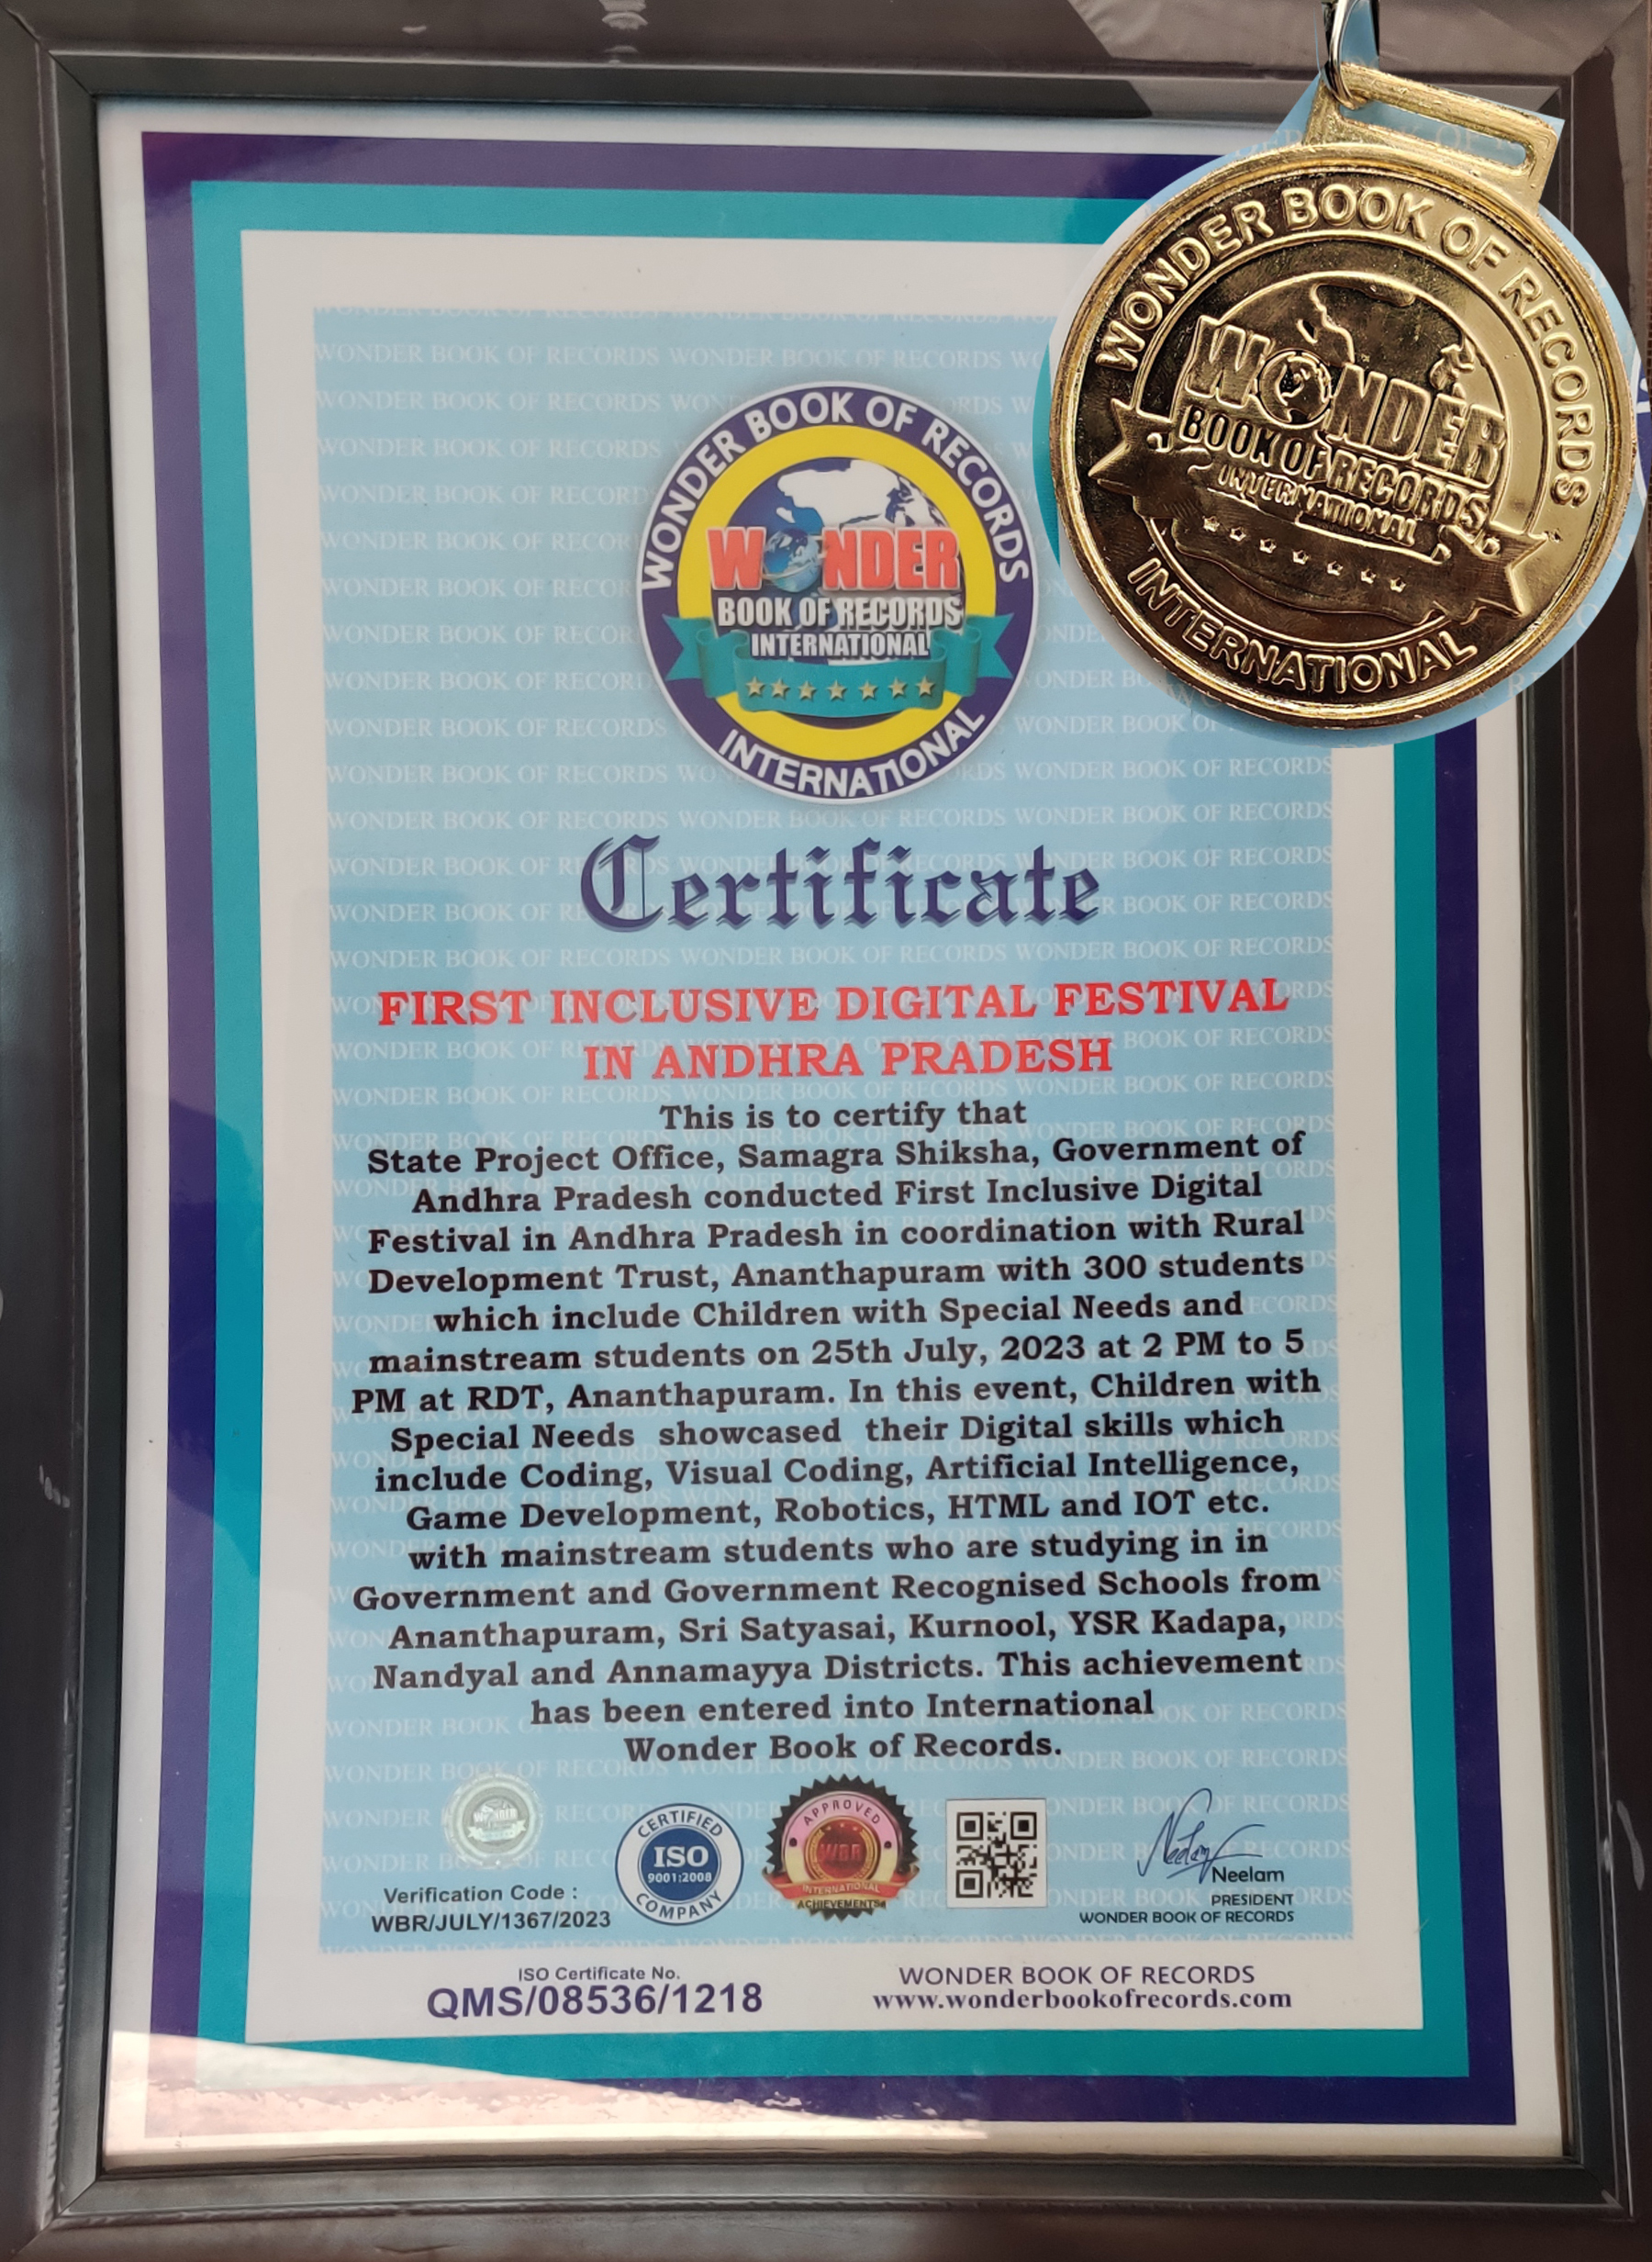 WONDER BOOK OF RECORDS
WONDER
BOOK OF RECORDS
INTERNATIONAL
INTERNATIONAL
WONDER BOOK OF RECORDS
WONDER
BOOK OF RECORDS
INTERNATIONAL
INTERNATIONAL
Certificate
FIRST INCLUSIVE DIGITAL FESTIVAL
IN ANDHRA PRADESH
This is to certify that
State Project Office, Samagra Shiksha, Government of
Andhra Pradesh conducted First Inclusive Digital
Festival in Andhra Pradesh in coordination with Rural
Development Trust, Ananthapuram with 300 students
which include Children with Special Needs and
mainstream students on 25th July, 2023 at 2 PM to 5
PM at RDT, Ananthapuram. In this event, Children with
Special Needs showcased their Digital skills which
include Coding, Visual Coding, Artificial Intelligence,
Game Development, Robotics, HTML and IOT etc.
with mainstream students who are studying in in
Government and Government Recognised Schools from
Ananthapuram, Sri Satyasai, Kurnool, YSR Kadapa,
Nandyal and Annamayya Districts. This achievement
has been entered into International
Wonder Book of Records.
Verification Code :
WBR/JULY/1367/2023
CERTIFIED
ISO
9001:2008
COMPANY
APPROVED
WBR
INTERNATIONAL
ACHIEVEMENTS
Neelam
Neelam
PRESIDENT
WONDER BOOK OF RECORDS
ISO Certificate No.
QMS/08536/1218
WONDER BOOK OF RECORDS
www.wonderbookofrecords.com